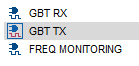 GBT RX
GBT TX
FREQ MONITORING